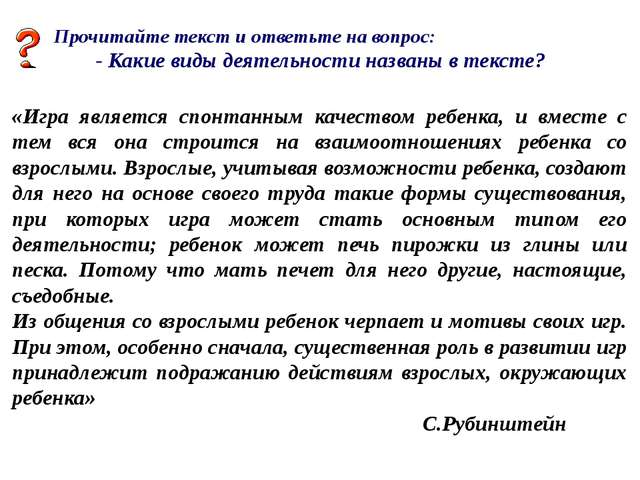 Прочитайте текст и ответьте на вопрос:
- Какие виды деятельности названы в тексте?
«Игра является спонтанным качеством ребенка, и вместе с
тем вся она строится на взаимоотношениях ребенка со
взрослыми. Взрослые, учитывая возможности ребенка, создают
для него на основе своего труда такие формы существования,
при которых игра может стать основным типом его
деятельности; ребенок может печь пирожки из глины или
песка. Потому что мать печет для него другие, настоящие,
съедобные.
Из общения со взрослыми ребенок черпает и мотивы своих игр.
При этом, особенно сначала, существенная роль в развитии игр
принадлежит подражанию действиям взрослых, окружающих
ребенка»
С.Рубинштейн